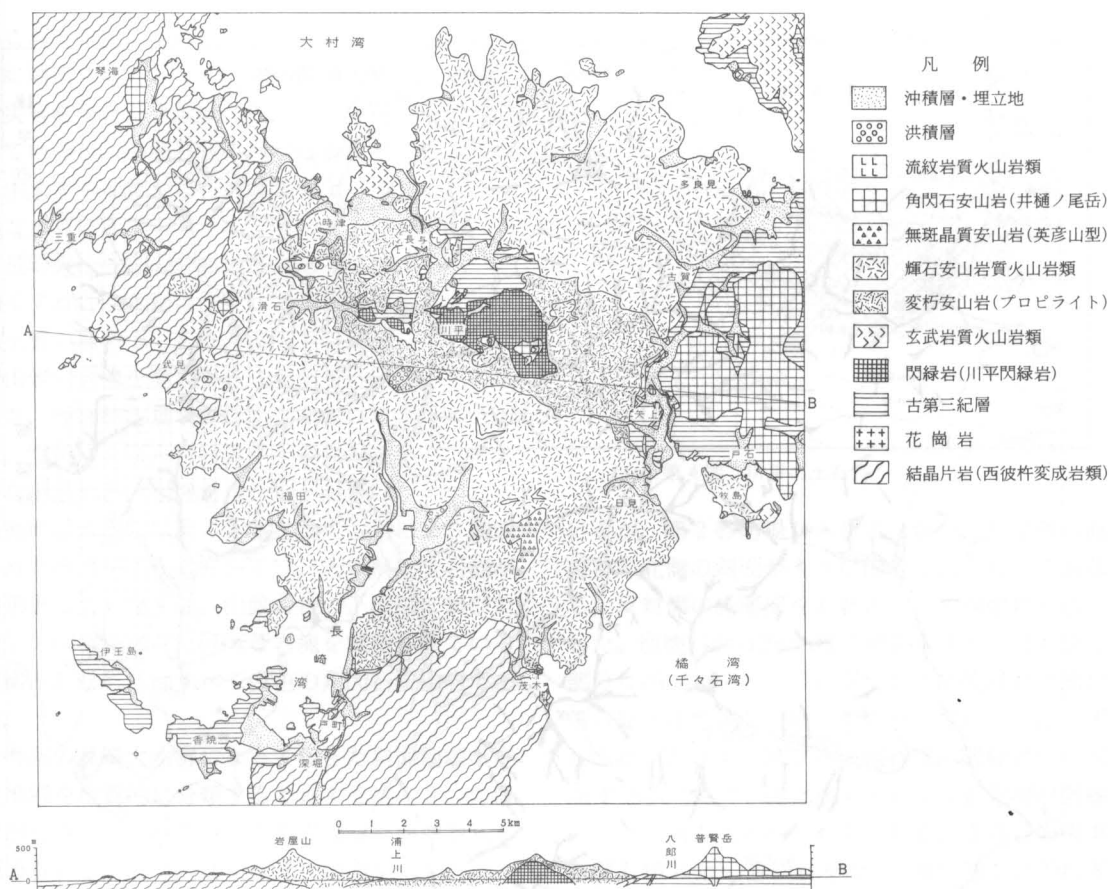 大村湾
琴海
多良見
時津
長与
三重
古賀
滑石
川平
A
式見
B
矢上
戸石
牧島
福田
日見
長崎湾
伊王島
橘湾
(千々石湾)
茂木
戸町
香焼
深堀
凡例
沖積層・埋立地
洪積層
流紋岩質火山岩類
角閃石安山岩(井樋ノ尾岳)
無斑晶質安山岩(英彦山型)
輝石安山岩質火山岩類
変朽安山岩(プロピライト)
玄武岩質火山岩類
閃緑岩(川平閃緑岩)
古第三紀層
花崗岩
結晶片岩(西彼杵変成岩類)
0 1 2 3 4 5km
岩屋山
浦上川
八郎川
普賢岳
m
500
0
A
B